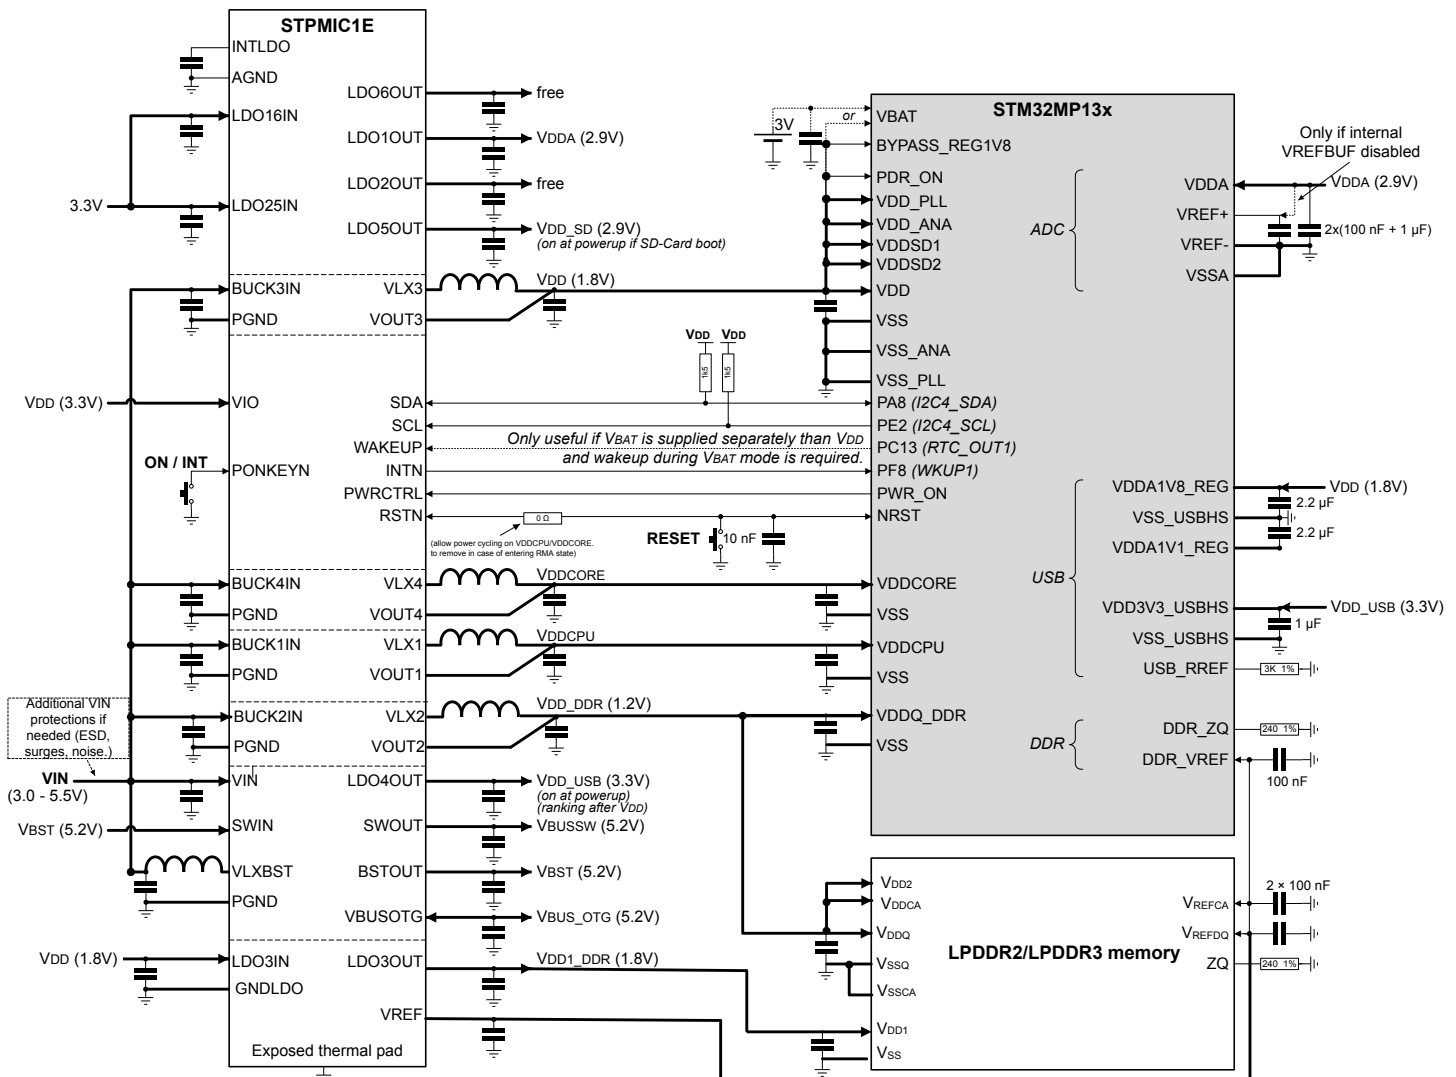 STPMIC1E
INTLDO
AGND
LDO6OUT
free
LDO16IN
LDO1OUT
VDDA (2.9V)
LDO2OUT
free
3.3V
LDO25IN
LDO5OUT
VDD_SD (2.9V)
(on at powerup if SD-Card boot)
BUCK3IN
VLX3
VDD (1.8V)
PGND
VOUT3
VDD
VDD
1k5
1k5
VDD (3.3V)
VIO
SDA
SCL
WAKEUP
Only useful if VBAT is supplied separately than VDD
and wakeup during VBAT mode is required.
ON / INT
PONKEYN
INTN
PWRCTRL
RSTN
0 Ω
(allow power cycling on VDDCPU/VDDCORE.
to remove in case of entering RMA state)
RESET
10 nF
BUCK4IN
VLX4
VDDCORE
PGND
VOUT4
BUCK1IN
VLX1
VDDCPU
PGND
VOUT1
Additional VIN
protections if
needed (ESD,
surges, noise.)
BUCK2IN
VLX2
VDD_DDR (1.2V)
PGND
VOUT2
VIN
(3.0 - 5.5V)
VIN
LDO4OUT
VDD_USB (3.3V)
(on at powerup)
(ranking after VDD)
VBST (5.2V)
SWIN
SWOUT
VBUSSW (5.2V)
VLXBST
BSTOUT
VBST (5.2V)
PGND
VBUSOTG
VBUS_OTG (5.2V)
VDD (1.8V)
LDO3IN
LDO3OUT
VDD1_DDR (1.8V)
GNDLDO
VREF
Exposed thermal pad
STM32MP13x
3V
or
VBAT
BYPASS_REG1V8
PDR_ON
VDD_PLL
VDD_ANA
VDDSD1
VDDSD2
VDD
VSS
VSS_ANA
VSS_PLL
PA8 (I2C4_SDA)
PE2 (I2C4_SCL)
PC13 (RTC_OUT1)
PF8 (WKUP1)
PWR_ON
NRST
VDDCORE
VSS
VDDCPU
VSS
VDDQ_DDR
VSS
ADC
Only if internal
VREFBUF disabled
VDDA
VDDA (2.9V)
VREF+
2x(100 nF + 1 µF)
VREF-
VSSA
USB
VDDA1V8_REG
VDD (1.8V)
2.2 µF
VSS_USBHS
2.2 µF
VDDA1V1_REG
VDD3V3_USBHS
VDD_USB (3.3V)
1 µF
VSS_USBHS
USB_RREF
3K 1%
DDR
DDR_ZQ
240 1%
DDR_VREF
100 nF
LPDDR2/LPDDR3 memory
VDD2
VDDCA
VDDQ
VSSQ
VSSCA
VDD1
VSS
2 × 100 nF
VREFCA
VREFDQ
ZQ
240 1%